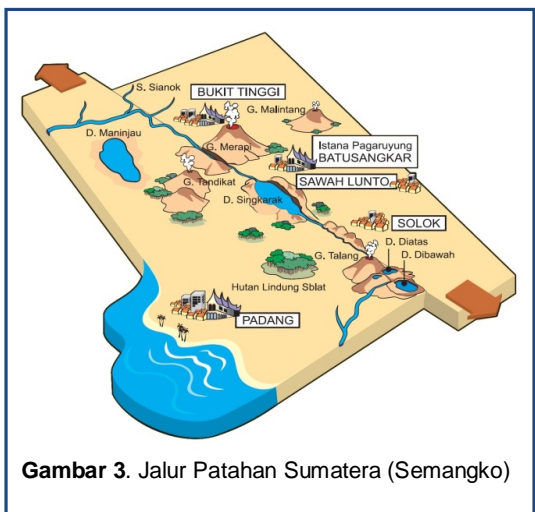 S. Sianok
BUKIT TINGGI
G. Malintang
D. Maninjau
G. Merapi
Istana Pagaruyung
BATUSANGKAR
G. Tandikat
SAWAH LUNTO
D. Singkarak
SOLOK
D. Diatas
G. Talang
D. Dibawah
Hutan Lindung Sblat
PADANG
Gambar 3. Jalur Patahan Sumatera (Semangko)